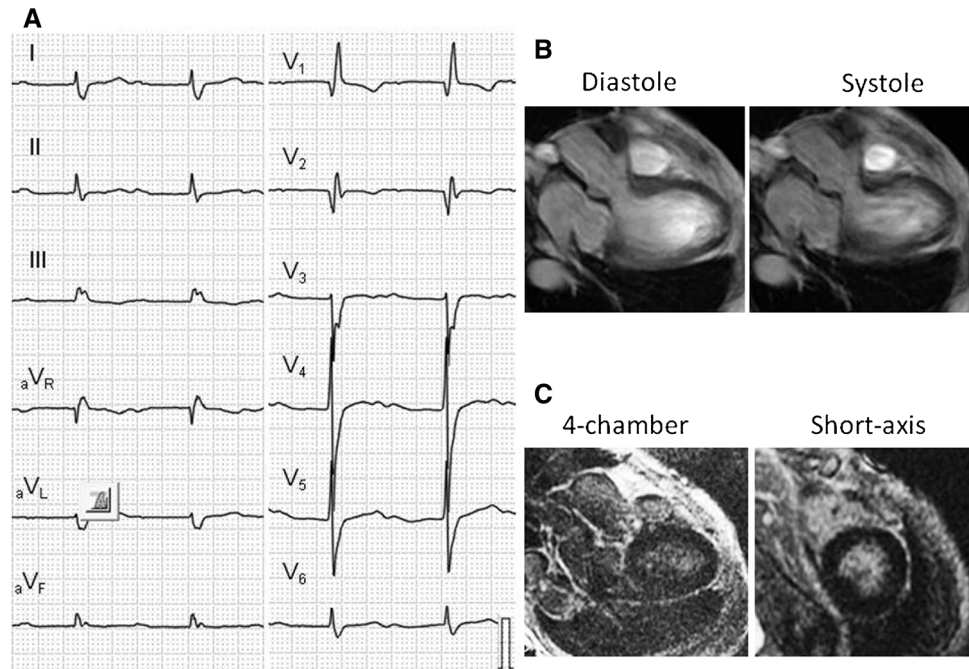 A
I
II
III
aVR
aVL
aVF
V1
V2
V3
V4
V5
V6
B
Diastole
Systole
C
4-chamber
Short-axis